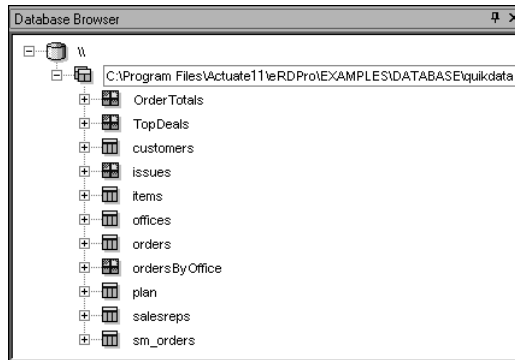 Database Browser
\\
C:\Program Files\Actuate11\eRDPro\EXAMPLES\DATABASE\quikdata
OrderTotals
TopDeals
customers
issues
items
offices
orders
ordersByOffice
plan
salesreps
sm_orders